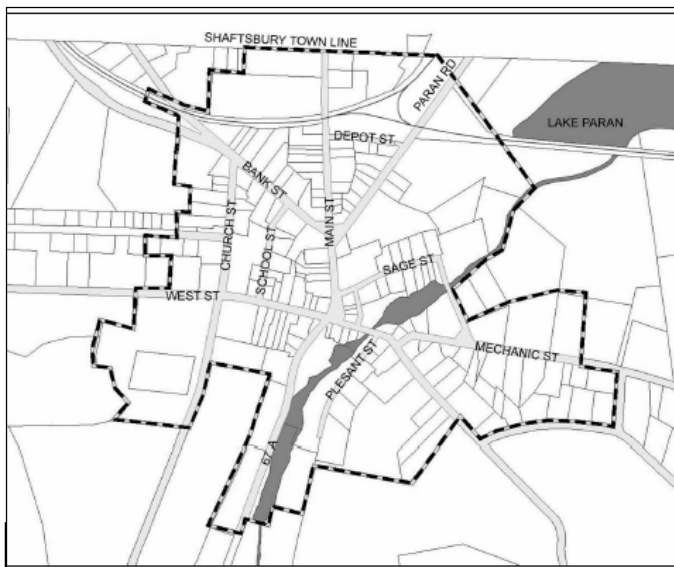 SHAFTSBURY TOWN LINE
PARAN RD
LAKE PARAN
DEPOT ST.
BANK ST
MAIN ST
CHURCH ST
SCHOOL ST
SAGE ST
WEST ST
MECHANIC ST
PLESANT ST
67 A